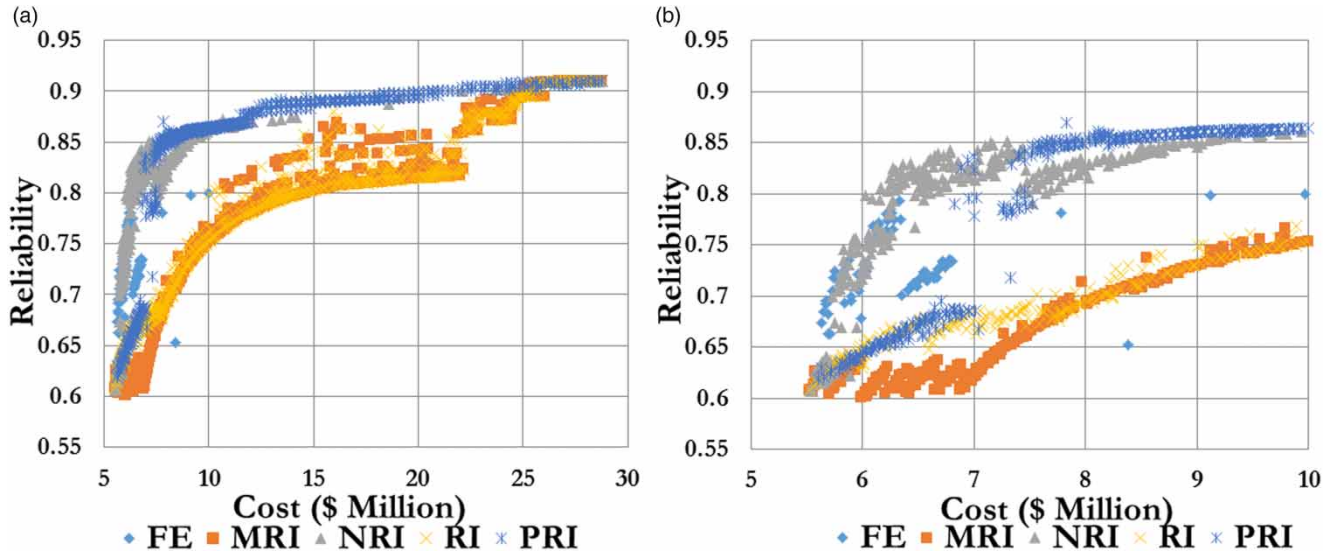 (a)
0.95
0.9
0.85
0.8
0.75
0.7
0.65
0.6
0.55
Reliability
5 10 15 20 25 30
Cost ($ Million)
FE MRI NRI RI PRI
(b)
0.95
0.9
0.85
0.8
0.75
0.7
0.65
0.6
0.55
Reliability
5 6 7 8 9 10
Cost ($ Million)
FE MRI NRI RI PRI